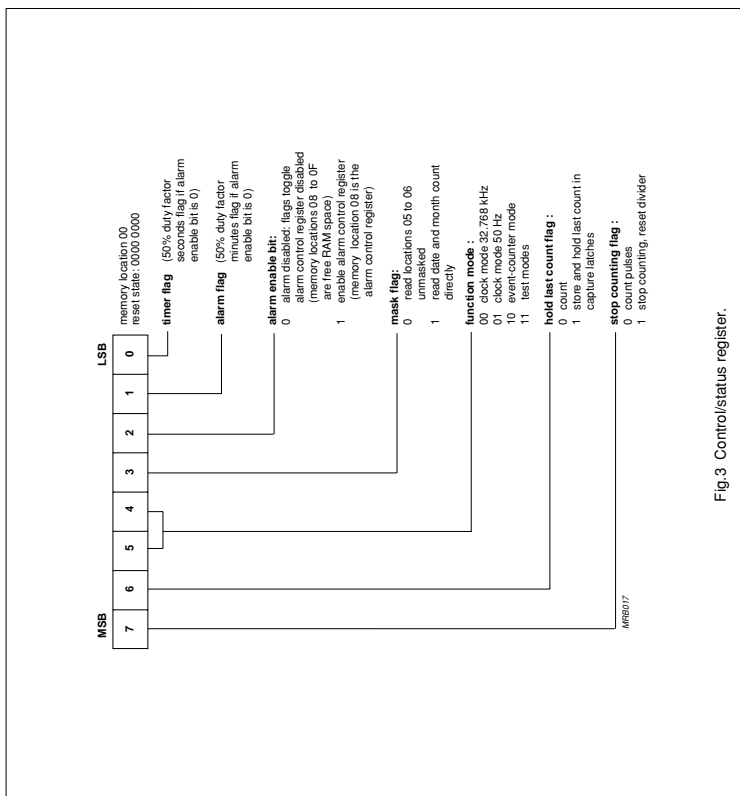 MSB
LSB
7
6
5
4
3
2
1
0
memory location 00
reset state: 0000 0000
timer flag (50% duty factor
seconds flag if alarm
enable bit is 0)
alarm flag (50% duty factor
minutes flag if alarm
enable bit is 0)
alarm enable bit:
0 alarm disabled: flags toggle
alarm control register disabled
(memory locations 08 to 0F
are free RAM space)
1 enable alarm control register
(memory location 08 is the
alarm control register)
mask flag:
0 read locations 05 to 06
unmasked
1 read date and month count
directly
function mode :
00 clock mode 32.768 kHz
01 clock mode 50 Hz
10 event-counter mode
11 test modes
hold last count flag :
0 count
1 store and hold last count in
capture latches
stop counting flag :
0 count pulses
1 stop counting, reset divider
MRB017
Fig.3 Control/status register.